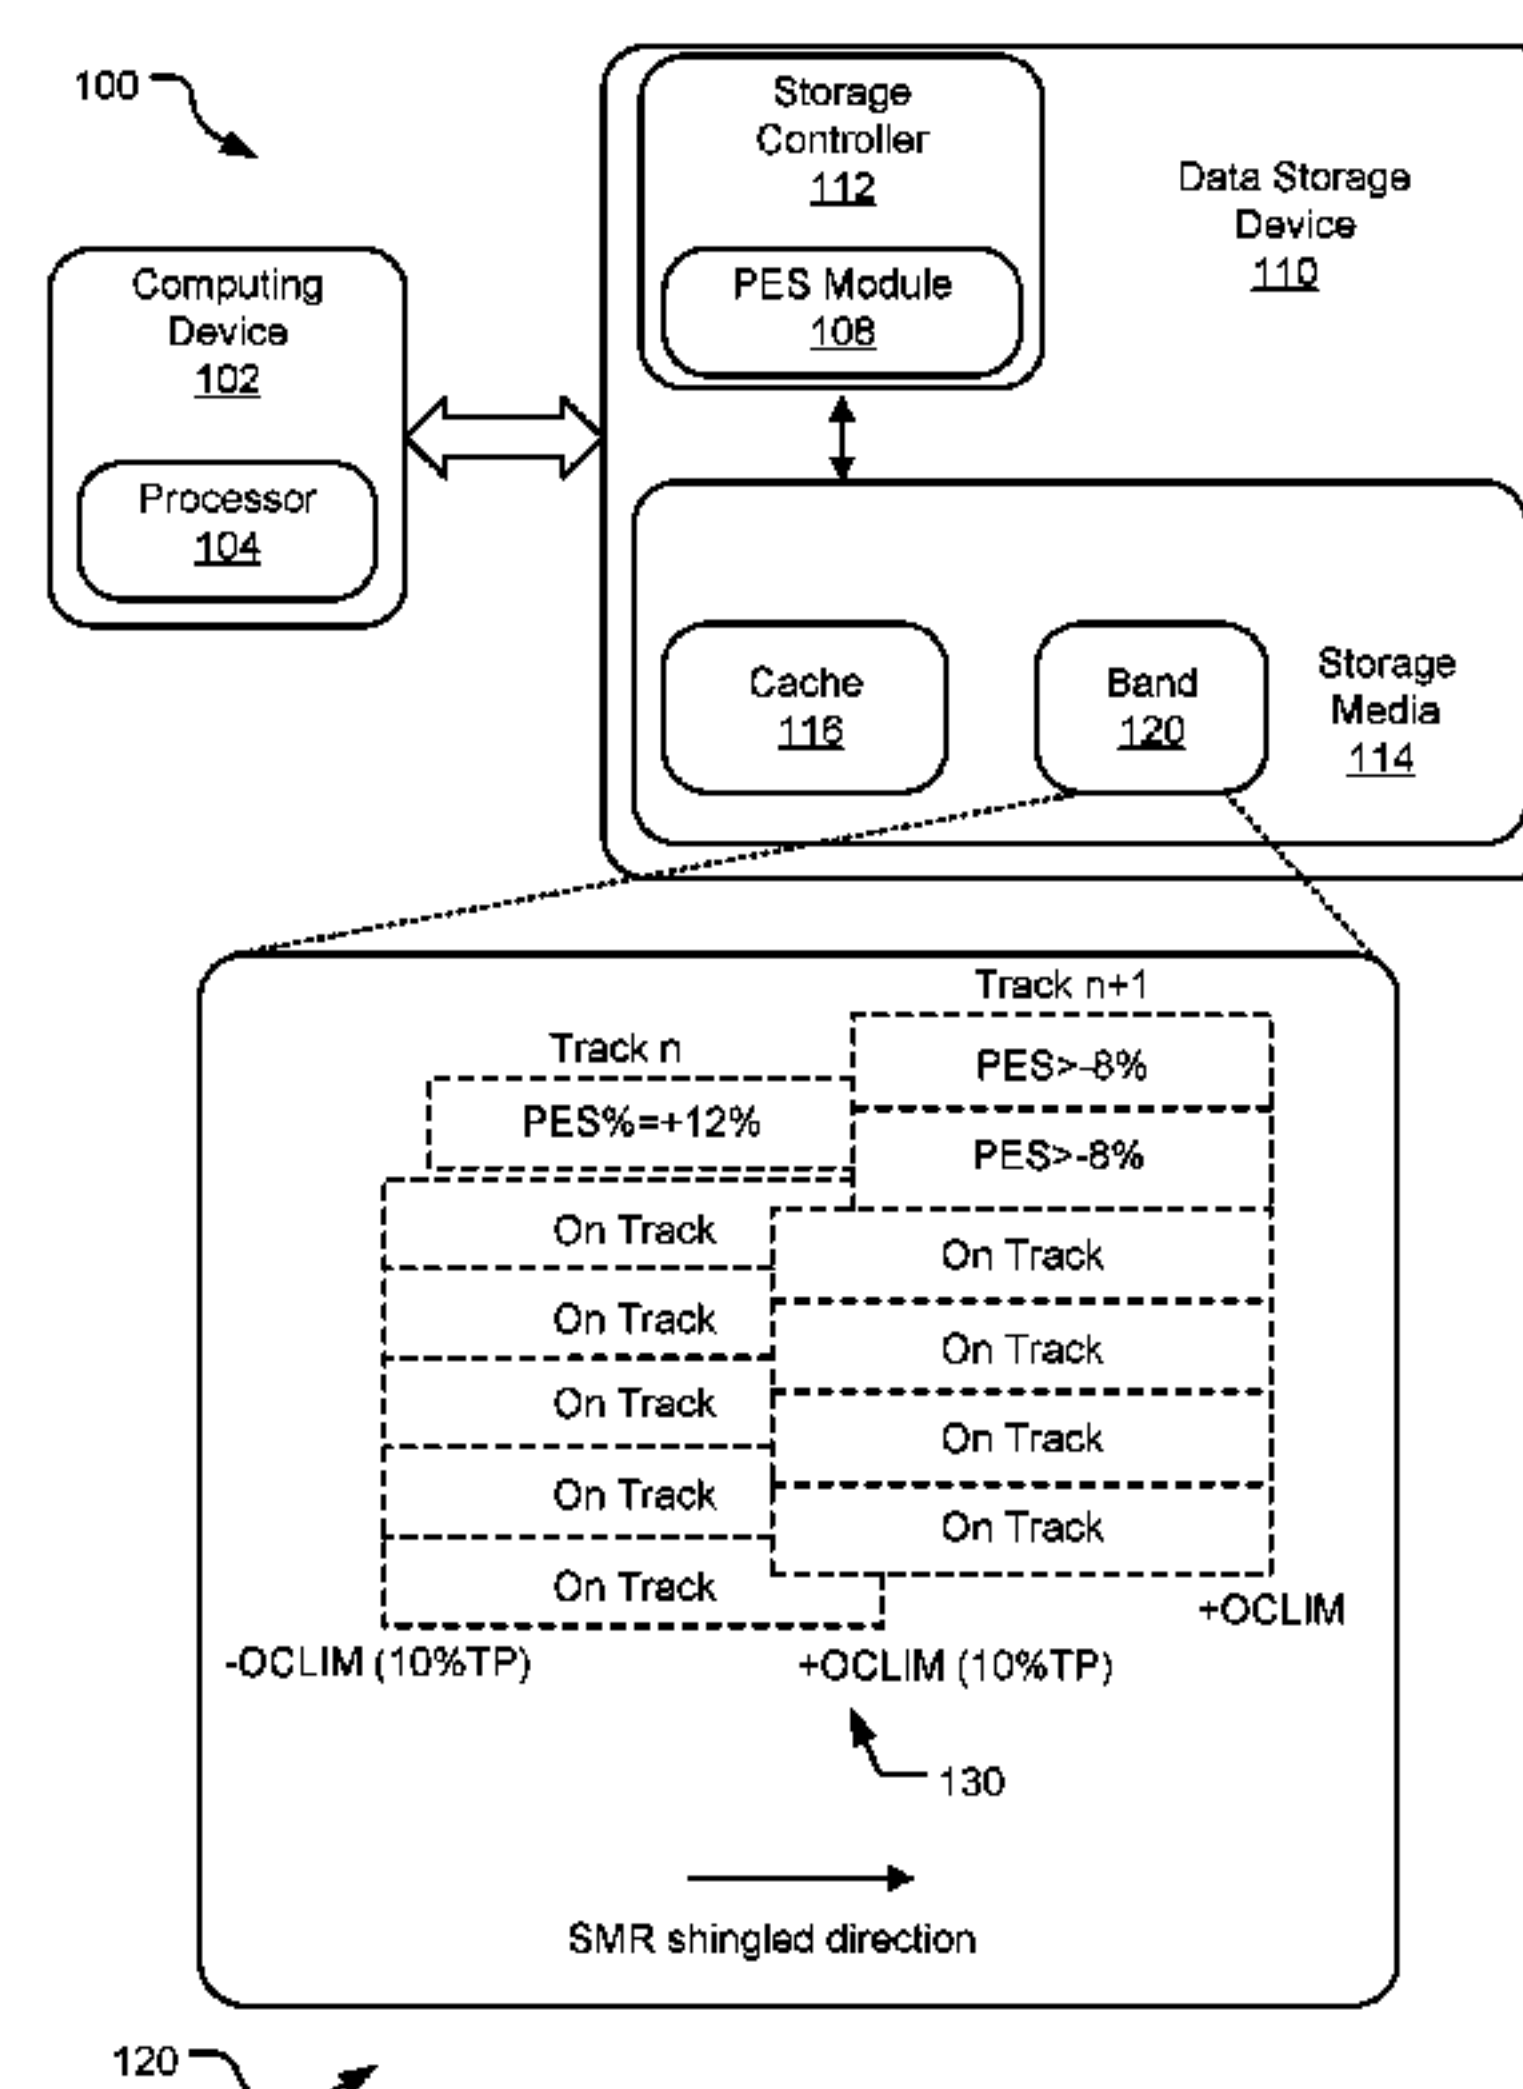 100
Storage
Controller
112
PES Module
108
Data Storage
Device
110
Computing
Device
102
Processor
104
Cache
116
Band
120
Storage
Media
114
Track n+1
Track n
PES>-8%
PES%=+12%
PES>-8%
On Track
On Track
On Track
On Track
On Track
On Track
On Track
On Track
On Track
+OCLIM
-OCLIM (10%TP)
+OCLIM (10%TP)
130
SMR shingled direction
120